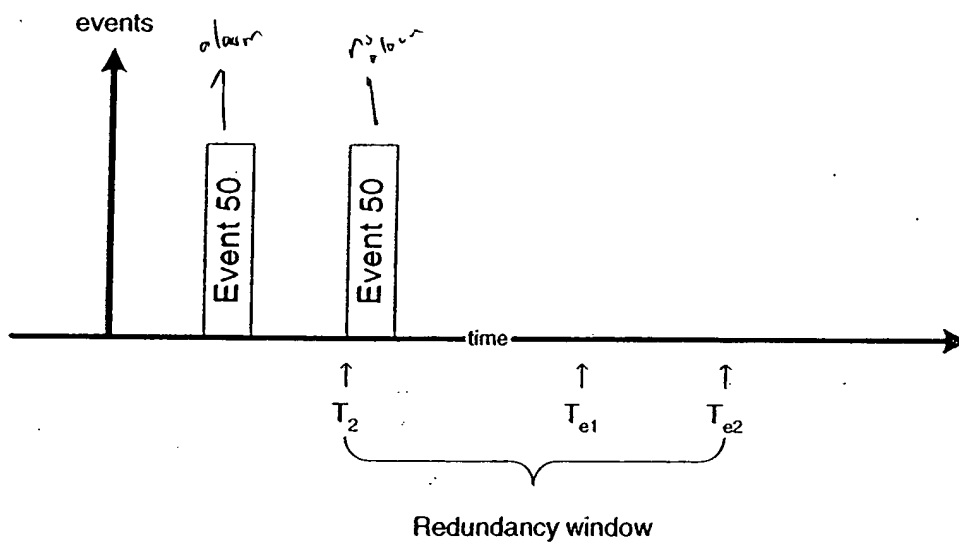 events
alarm
Event 50
Event 50
time
T2
Te1
Te2
Redundancy window